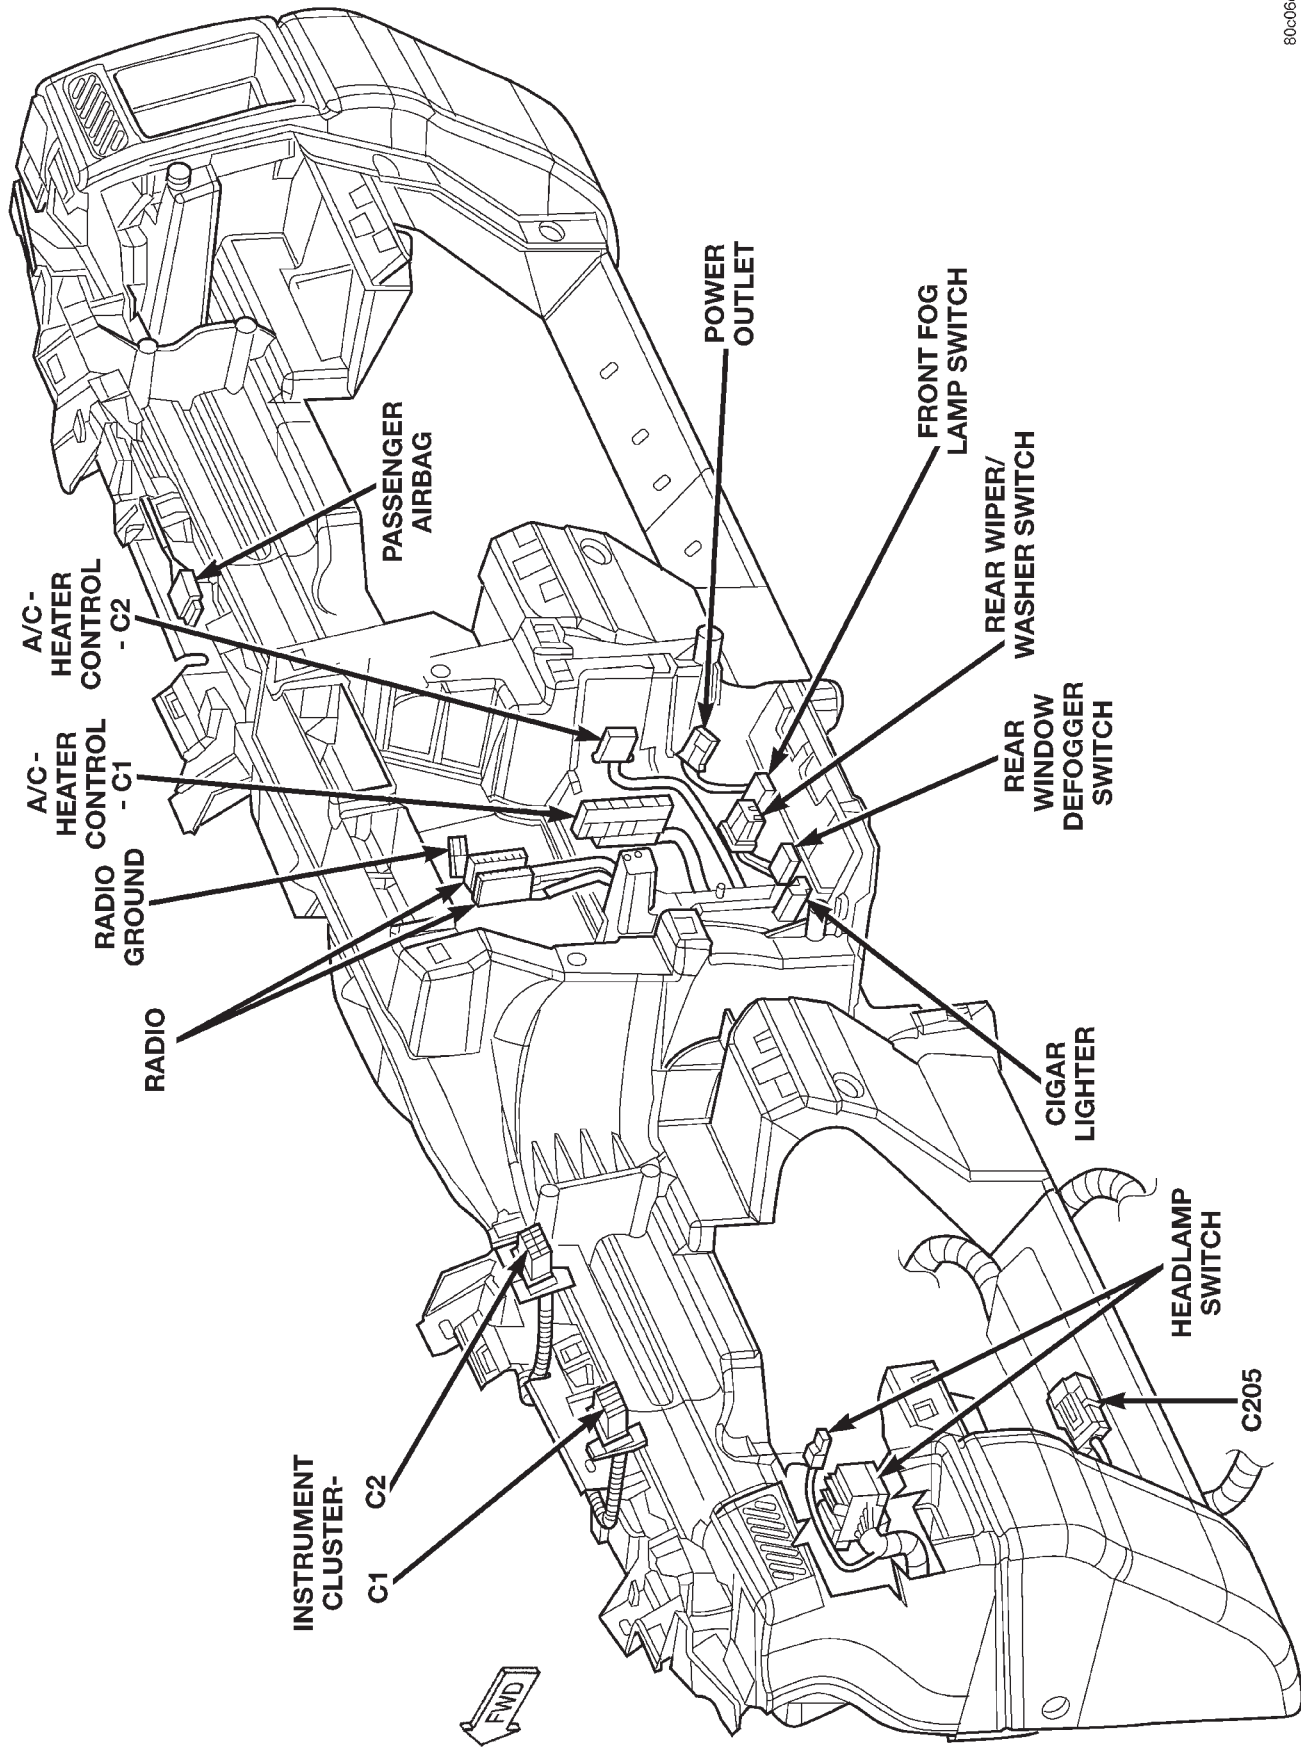 A/C -
HEATER
CONTROL
- C1
A/C -
HEATER
CONTROL
- C2
RADIO
GROUND
RADIO
INSTRUMENT
CLUSTER-
C1 C2
PASSENGER
AIRBAG
FWD
POWER
OUTLET
FRONT FOG
LAMP SWITCH
REAR WIPER/
WASHER SWITCH
REAR
WINDOW
DEFOGGER
SWITCH
CIGAR
LIGHTER
HEADLAMP
SWITCH
C205